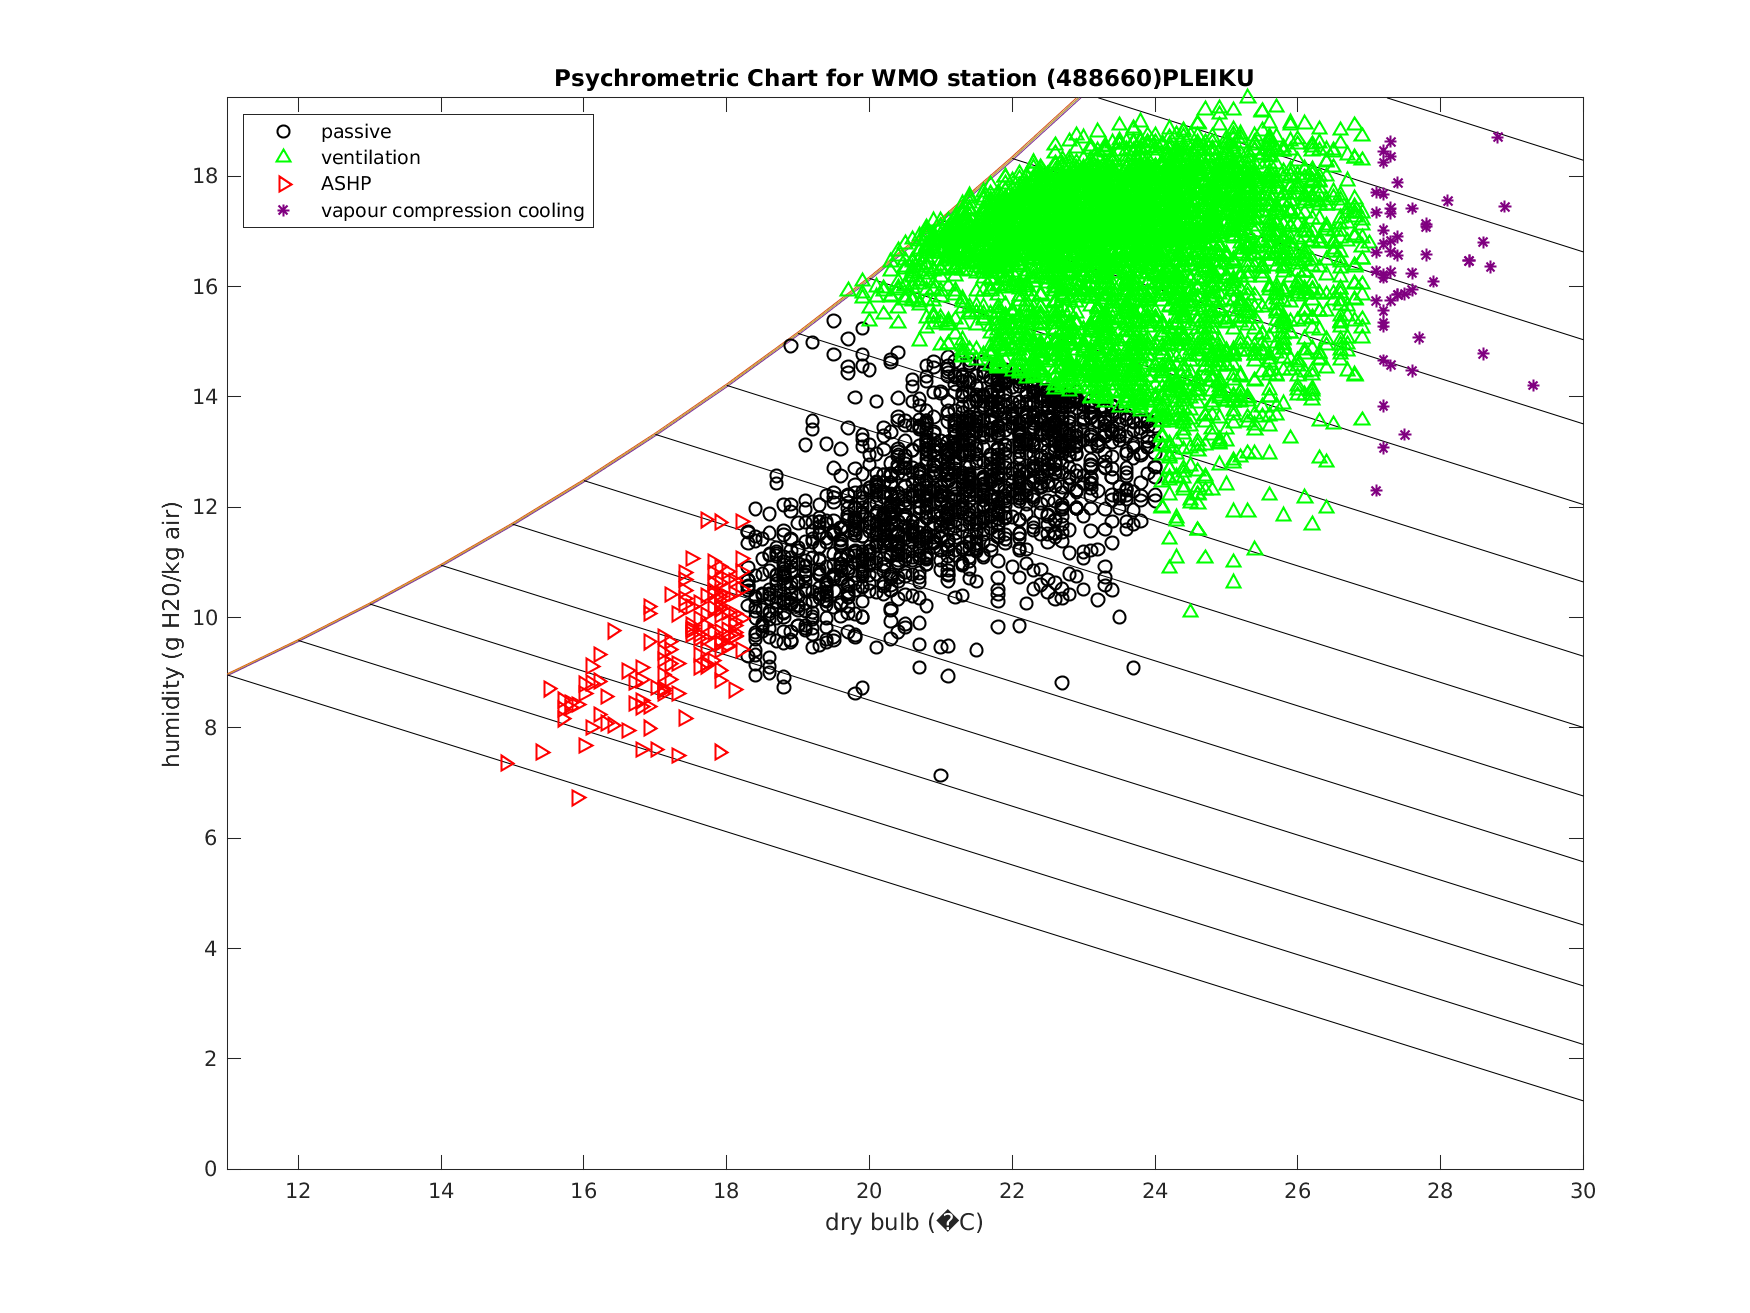 Psychrometric Chart for WMO station (488660)PLEIKU
passive
ventilation
ASHP
vapour compression cooling
humidity (g H20/kg air)
18
16
14
12
10
8
6
4
2
0
12 14 16 18 20 22 24 26 28 30
dry bulb (�C)